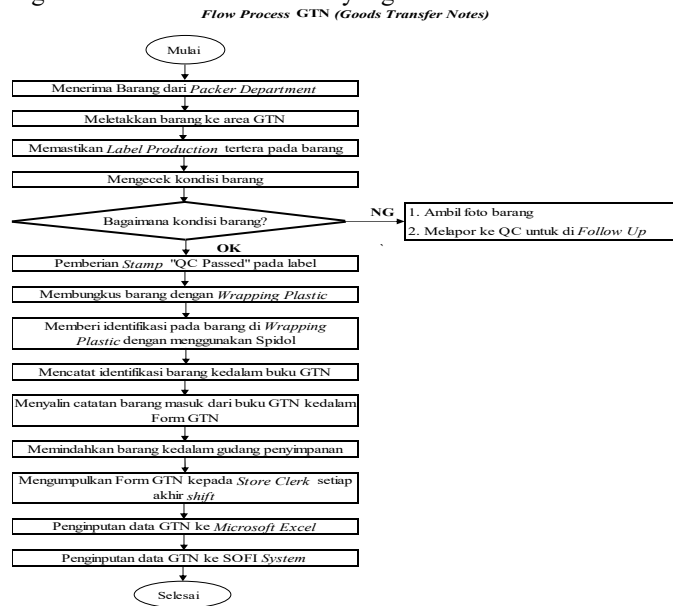 Flow Process GTN (Goods Transfer Notes)
Mulai
Menerima Barang dari Packer Department
Meletakkan barang ke area GTN
Memastikan Label Production tertera pada barang
Mengecek kondisi barang
Bagaimana kondisi barang?
NG
1. Ambil foto barang
2. Melapor ke QC untuk di Follow Up
OK
Pemberian Stamp "QC Passed" pada label
Membungkus barang dengan Wrapping Plastic
Memberi identifikasi pada barang di Wrapping
Plastic dengan menggunakan Spidol
Mencatat identifikasi barang kedalam buku GTN
Menyalin catatan barang masuk dari buku GTN kedalam
Form GTN
Memindahkan barang kedalam gudang penyimpanan
Mengumpulkan Form GTN kepada Store Clerk setiap
akhir shift
Penginputan data GTN ke Microsoft Excel
Penginputan data GTN ke SOFI System
Selesai